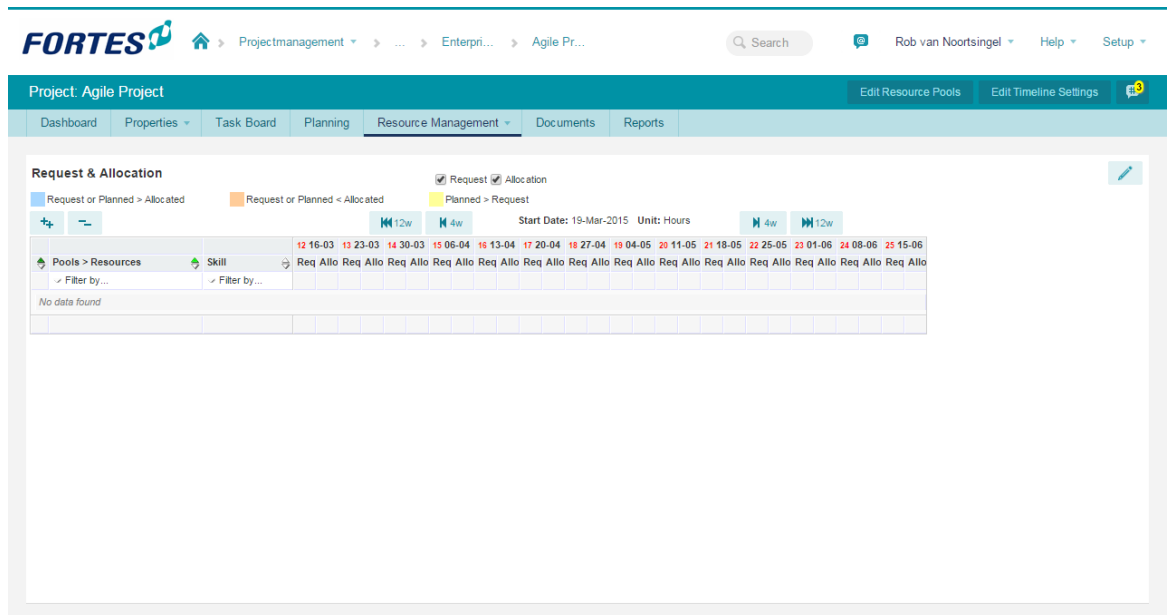 FORTES Projectmanagement ... Enterpri... Agile Pr... Search @ Rob van Noortsingel Help Setup
Project: Agile Project Edit Resource Pools Edit Timeline Settings 3
Dashboard Properties Task Board Planning Resource Management Documents Reports
Request & Allocation Request Allocation
Request or Planned > Allocated Request or Planned < Allocated Planned > Request
12w 4w Start Date: 19-Mar-2015 Unit: Hours 4w 12w
12 16-03 13 23-03 14 30-03 15 06-04 16 13-04 17 20-04 18 27-04 19 04-05 20 11-05 21 18-05 22 25-05 23 01-06 24 08-06 25 15-06
Pools > Resources Skill Req Allo Req Allo Req Allo Req Allo Req Allo Req Allo Req Allo Req Allo Req Allo Req Allo Req Allo Req Allo Req Allo Req Allo
Filter by... Filter by...
No data found